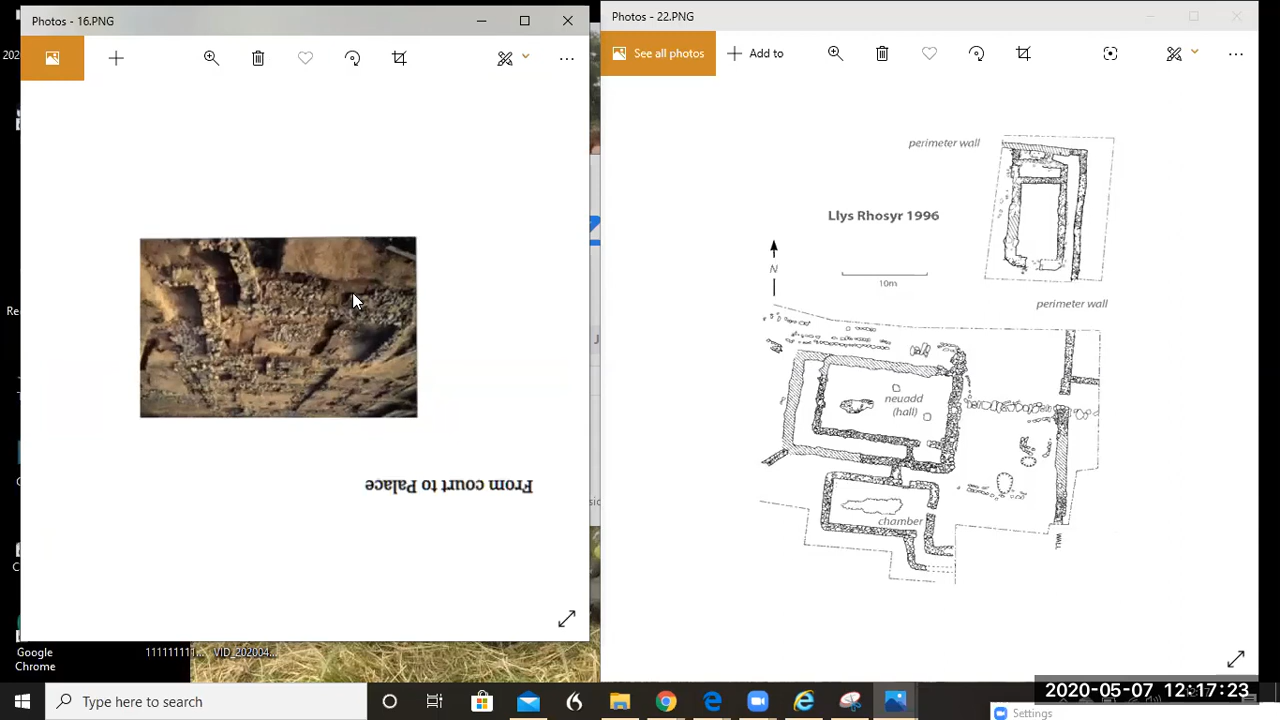 Photos - 16.PNG
From court to Palace
Photos - 22.PNG
See all photos
Add to
perimeter wall
Llys Rhosyr 1996
N
10m
perimeter wall
neuadd
(hall)
chamber
WALL
Google
Chrome
11111111...
VID_202004...
Type here to search
2020-05-07 12:17:23
Settings